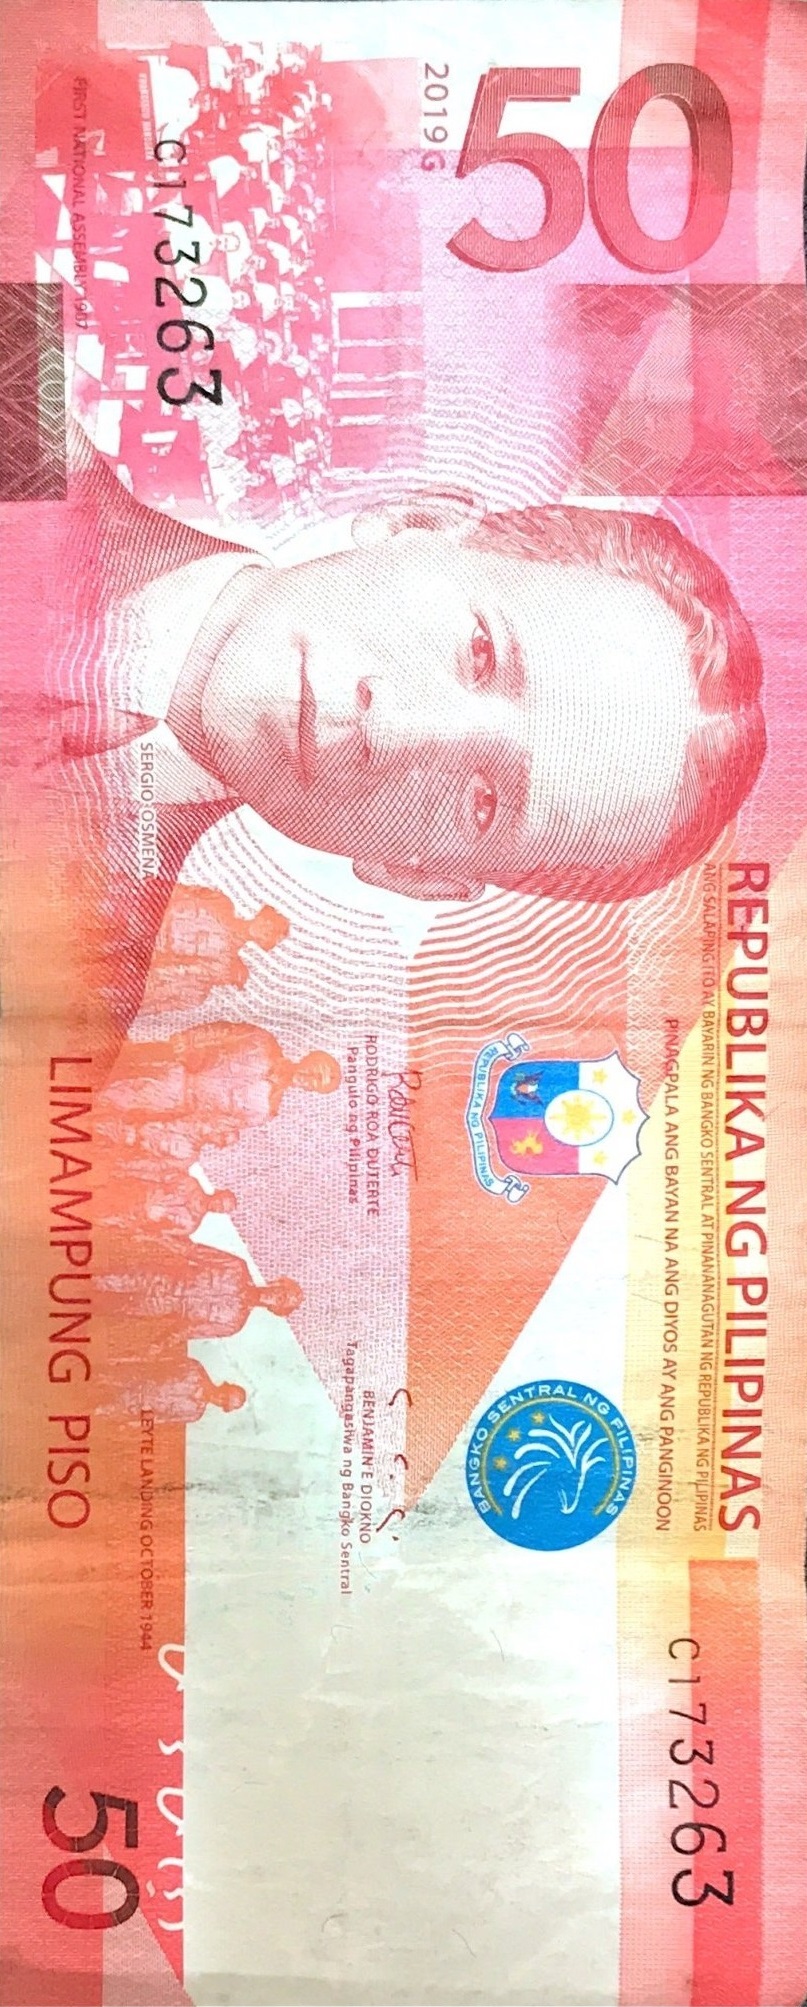 50
2019 G
C173263
FIRST NATIONAL ASSEMBLY 1907
SERGIO OSMEÑA
REPUBLIKA NG PILIPINAS
ANG SALAPING ITO AY BAYARIN NG BANGKO SENTRAL AT PINANANAGUTAN NG REPUBLIKA NG PILIPINAS
PINAGPALA ANG BAYAN NA ANG DIYOS AY ANG PANGINOON
REPUBLIKA NG PILIPINAS
BANGKO SENTRAL NG PILIPINAS
RODRIGO ROA DUTERTE
Pangulo ng Pilipinas
BENJAMIN E DIOKNO
Tagapangasiwa ng Bangko Sentral
LEYTE LANDING OCTOBER 1944
LIMAMPUNG PISO
C173263
50